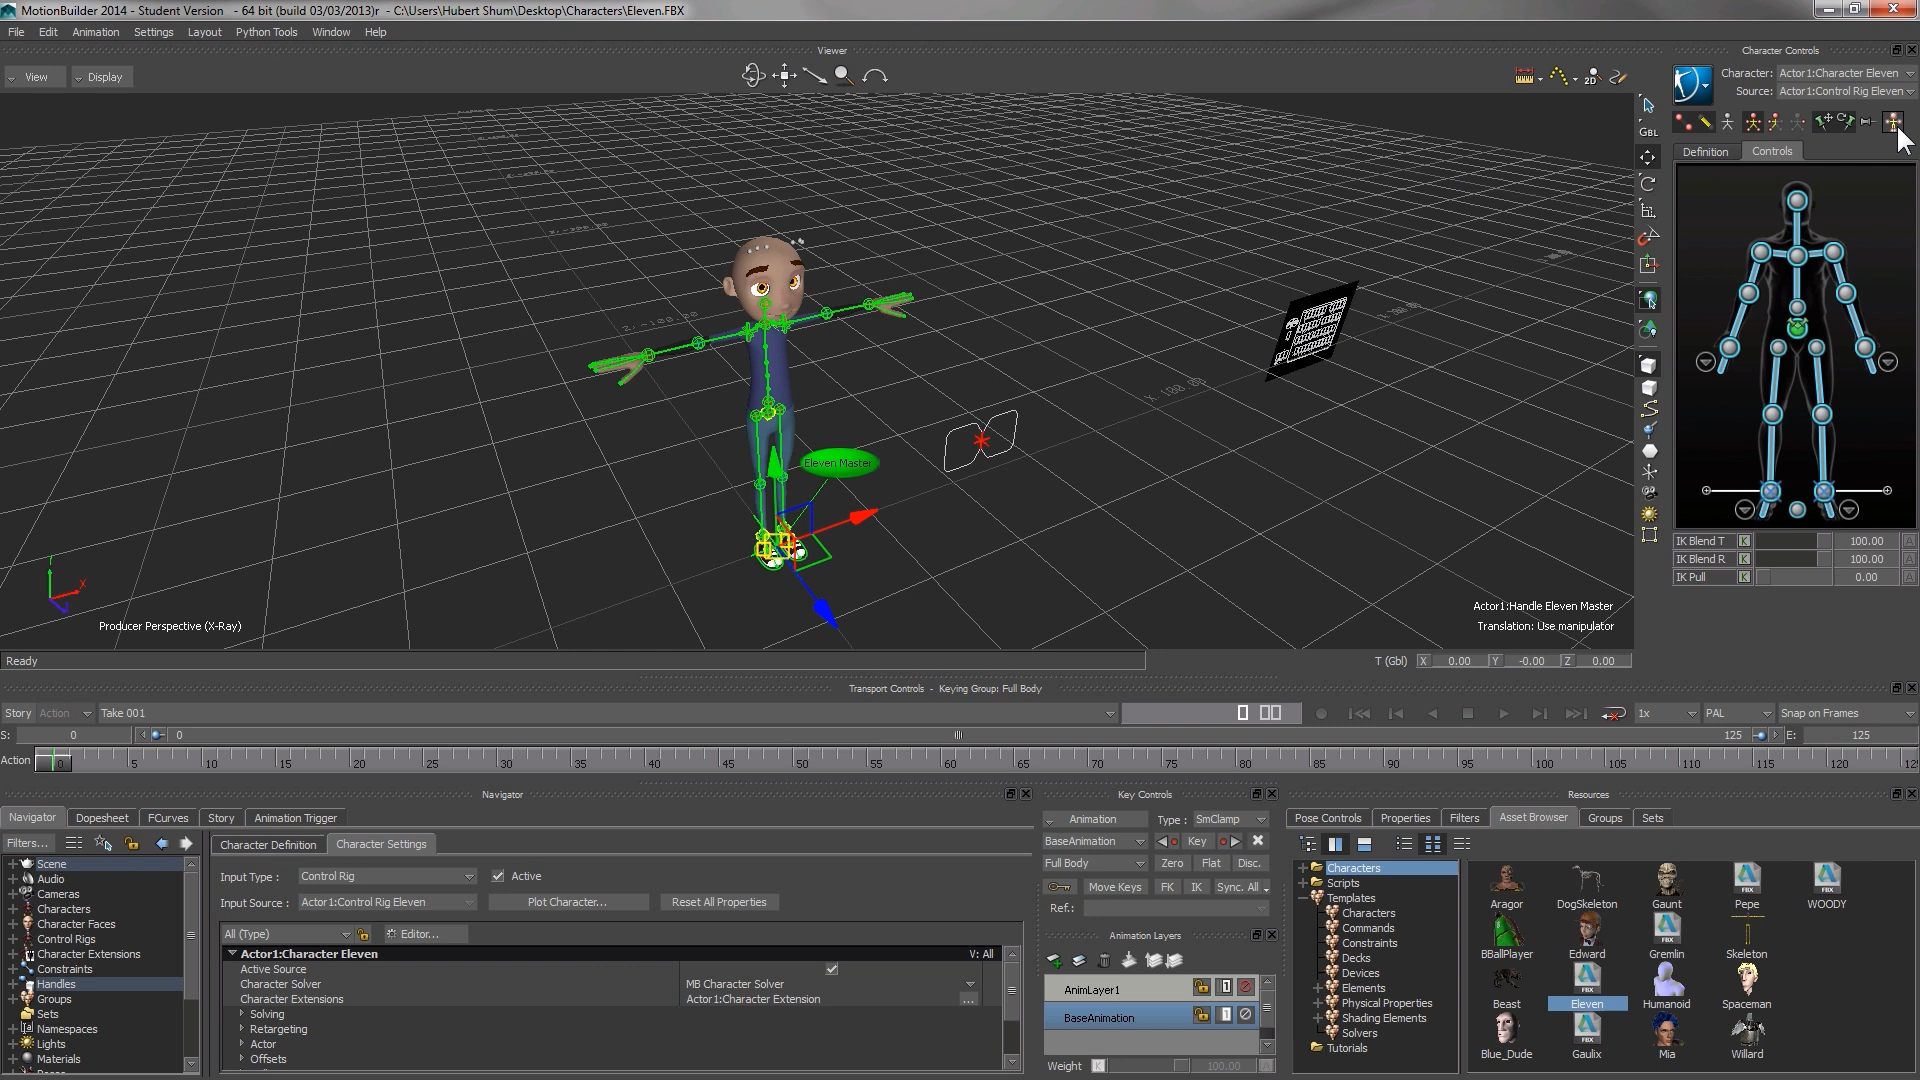 MotionBuilder 2014 - Student Version - 64 bit (build 03/03/2013)r - C:\Users\Hubert Shum\Desktop\Characters\Eleven.FBX
File Edit Animation Settings Layout Python Tools Window Help
Viewer
View Display
2D
GBL
Eleven Master
X
Producer Perspective (X-Ray)
Actor1:Handle Eleven Master
Translation: Use manipulator
Character Controls
Character: Actor1:Character Eleven
Source: Actor1:Control Rig Eleven
Definition Controls
IK Blend T K 100.00 A
IK Blend R K 100.00 A
IK Pull K 0.00 A
Ready
T (Gbl) X 0.00 Y -0.00 Z 0.00
Transport Controls - Keying Group: Full Body
Story Action Take 001
1x PAL Snap on Frames
S: 0 0 125 E: 125
Action 0 5 10 15 20 25 30 35 40 45 50 55 60 65 70 75 80 85 90 95 100 105 110 115 120 12
Navigator
Navigator Dopesheet FCurves Story Animation Trigger
Filters...
Scene
Audio
Cameras
Characters
Character Faces
Control Rigs
Character Extensions
Constraints
Handles
Groups
Sets
Namespaces
Lights
Materials
Character Definition Character Settings
Input Type : Control Rig Active
Input Source : Actor1:Control Rig Eleven Plot Character... Reset All Properties
All (Type) Editor...
Actor1:Character Eleven V: All
Active Source
Character Solver MB Character Solver
Character Extensions Actor1:Character Extension ...
Solving
Retargeting
Actor
Offsets
Key Controls
Animation Type : SmClamp
BaseAnimation Key
Full Body Zero Flat Disc.
Move Keys FK IK Sync. All
Ref.:
Animation Layers
AnimLayer1
BaseAnimation
Weight K 100.00 A
Resources
Pose Controls Properties Filters Asset Browser Groups Sets
Characters
Scripts
Templates
Characters
Commands
Constraints
Decks
Devices
Elements
Physical Properties
Shading Elements
Solvers
Tutorials
Aragor DogSkeleton Gaunt Pepe WOODY
BBallPlayer Edward Gremlin Skeleton
Beast Eleven Humanoid Spaceman
Blue_Dude Gaulix Mia Willard